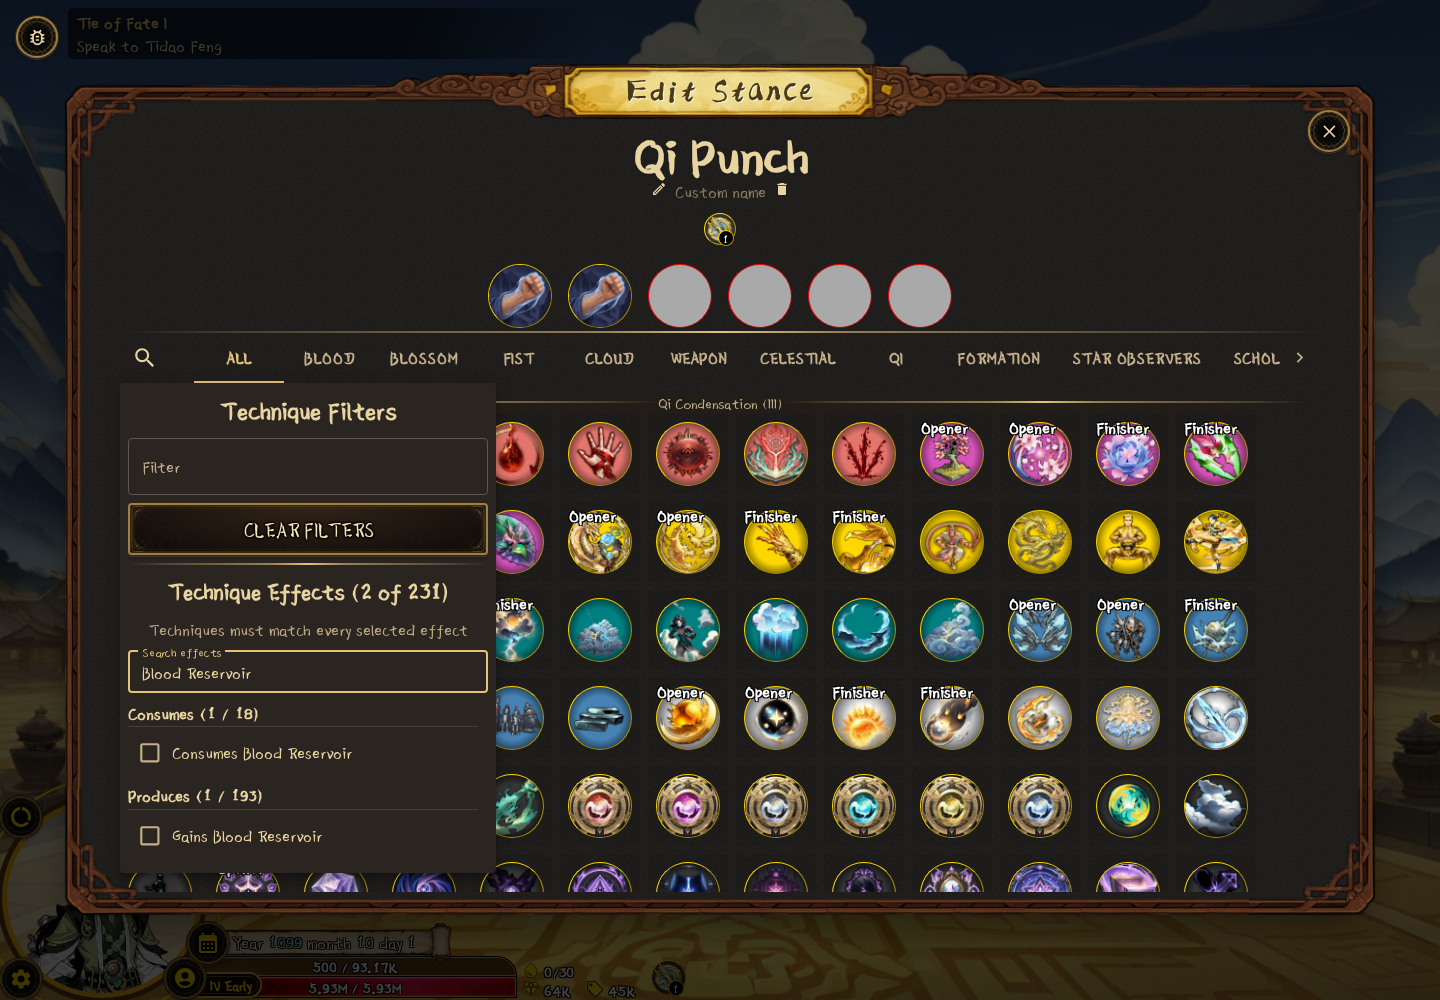 Tie of Fate I
Speak to Tidao Feng
Edit Stance
Qi Punch
Custom name
1
ALL BLOOD BLOSSOM FIST CLOUD WEAPON CELESTIAL QI FORMATION STAR OBSERVERS SCHOL
Technique Filters
Filter
CLEAR FILTERS
Technique Effects (2 of 231)
Techniques must match every selected effect
Search effects
Blood Reservoir
Consumes (1 / 18)
Consumes Blood Reservoir
Produces (1 / 193)
Gains Blood Reservoir
Qi Condensation (III)
Opener Opener Finisher Finisher
Opener Opener Finisher Finisher
nisher Opener Opener Finisher
Opener Opener Finisher Finisher
Year 1099 month 10 day 1
500 / 93.17K
IV Early
5.93M / 5.93M
0/30
64K 45K
1